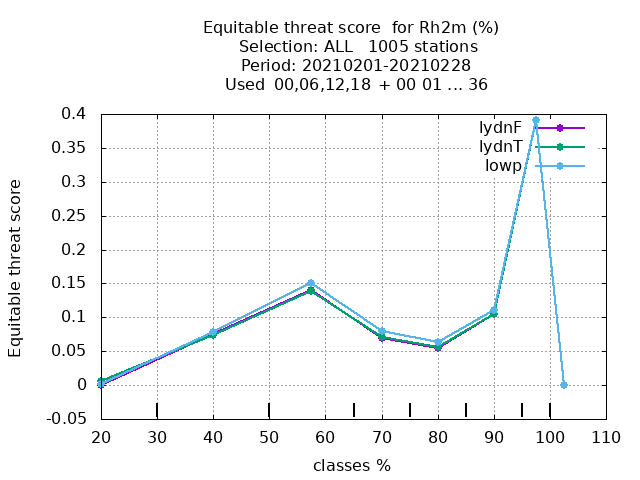 Equitable threat score  for Rh2m (%)
Selection: ALL   1005 stations
Period: 20210201-20210228
Used  00,06,12,18  + 00 01 ... 36
0.4
0.35
0.3
0.25
0.2
0.15
0.1
0.05
0
-0.05
Equitable threat score
lydnF
lydnT
lowp
20 30 40 50 60 70 80 90 100 110
classes %